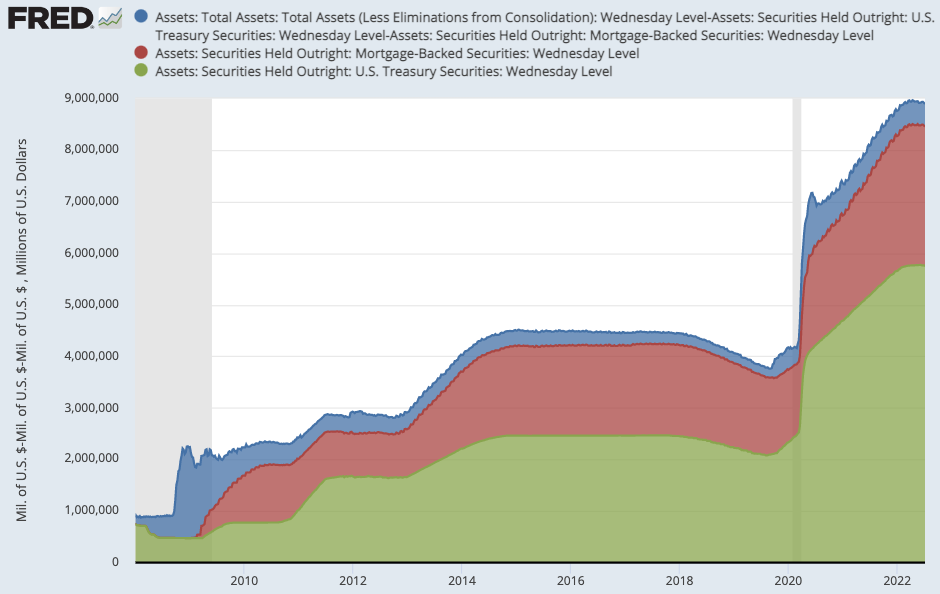 FRED
Assets: Total Assets: Total Assets (Less Eliminations from Consolidation): Wednesday Level-Assets: Securities Held Outright: U.S.
Treasury Securities: Wednesday Level-Assets: Securities Held Outright: Mortgage-Backed Securities: Wednesday Level
Assets: Securities Held Outright: Mortgage-Backed Securities: Wednesday Level
Assets: Securities Held Outright: U.S. Treasury Securities: Wednesday Level
Mil. of U.S. $-Mil. of U.S. $-Mil. of U.S. $ , Millions of U.S. Dollars
9,000,000
8,000,000
7,000,000
6,000,000
5,000,000
4,000,000
3,000,000
2,000,000
1,000,000
0
2010 2012 2014 2016 2018 2020 2022